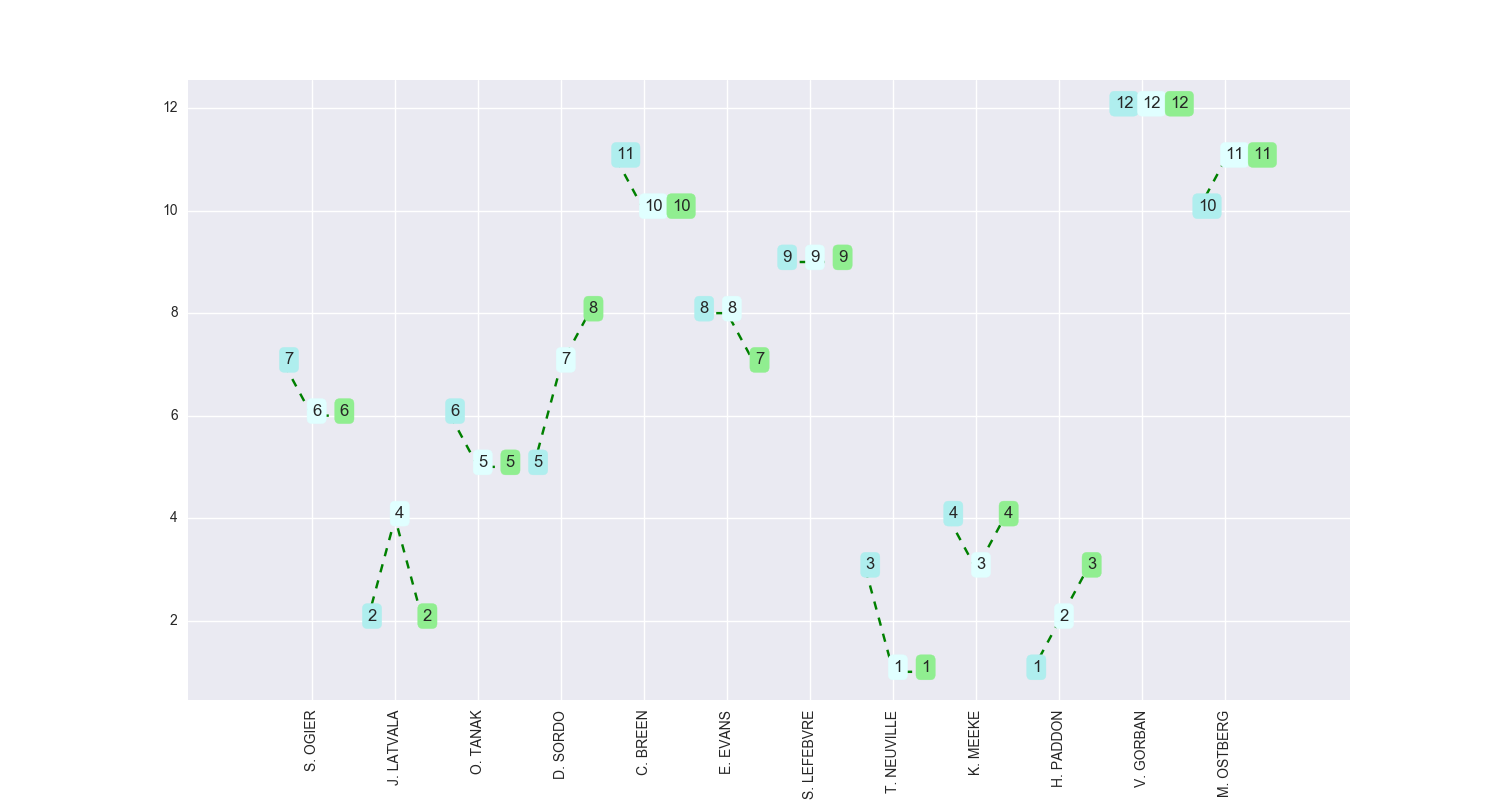 12
12 12 12
11
11 11
10
10 10
10
9 9 9
8
8
8 8
7
7
7
6
6 6
6
5 5
5
4
4
4 4
3
3
3
2
2 2
2
1 1
1
S. OGIER
J. LATVALA
O. TANAK
D. SORDO
C. BREEN
E. EVANS
S. LEFEBVRE
T. NEUVILLE
K. MEEKE
H. PADDON
V. GORBAN
M. OSTBERG